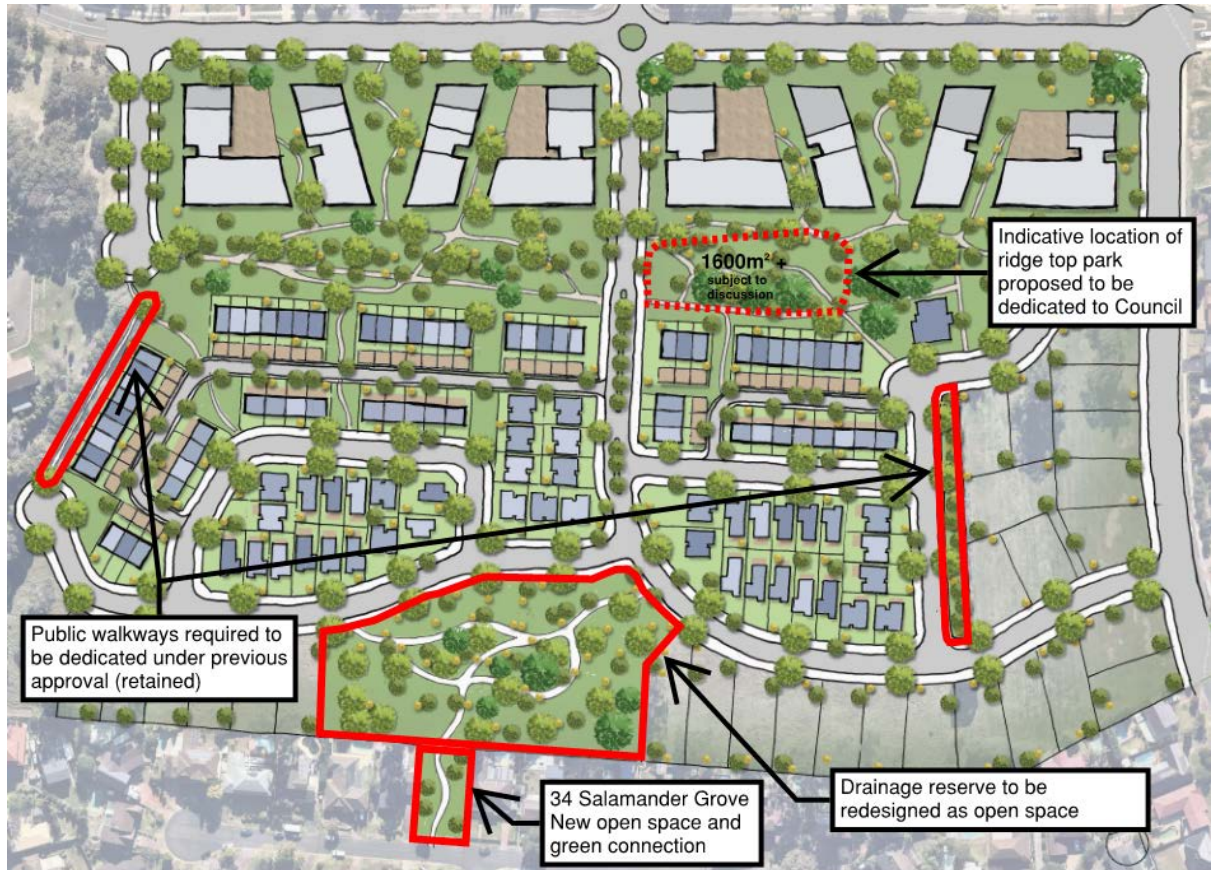 1600m² +
subject to
discussion
Indicative location of
ridge top park
proposed to be
dedicated to Council
Public walkways required to
be dedicated under previous
approval (retained)
34 Salamander Grove
New open space and
green connection
Drainage reserve to be
redesigned as open space